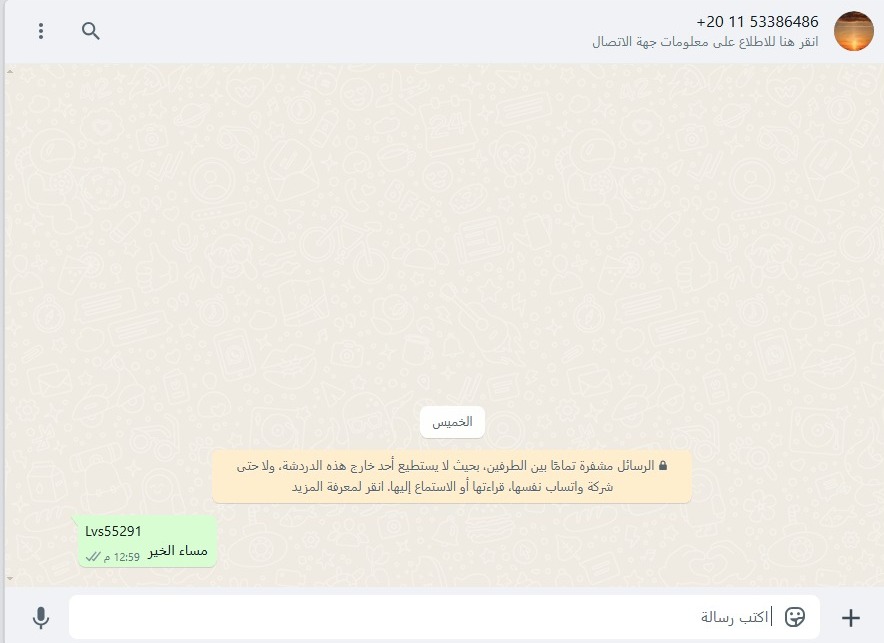 +20 11 53386486
انقر هنا للاطلاع على معلومات جهة الاتصال
الخميس
الرسائل مشفرة تمامًا بين الطرفين، بحيث لا يستطيع أحد خارج هذه الدردشة، ولا حتى
شركة واتساب نفسها، قراءتها أو الاستماع إليها. انقر لمعرفة المزيد
Lvs55291
مساء الخير
12:59 م
اكتب رسالة